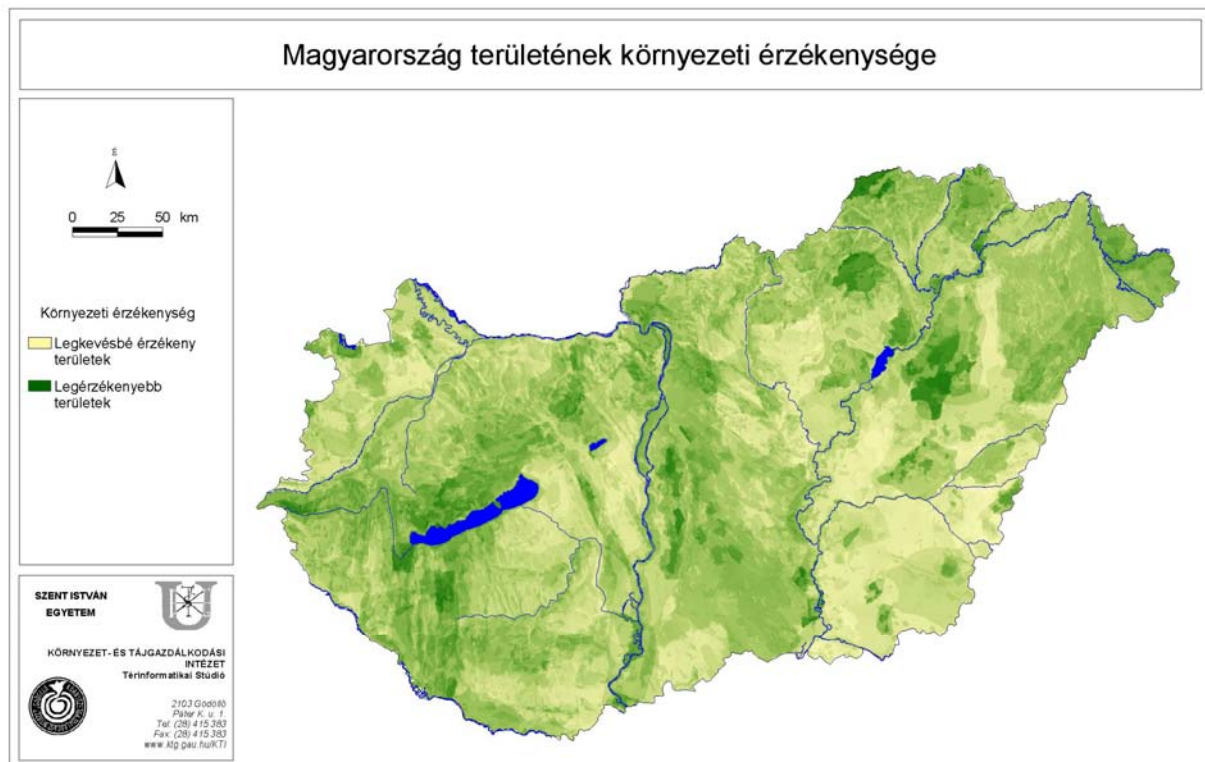 Magyarország területének környezeti érzékenysége
É
0 25 50 km
Környezeti érzékenység
Legkevésbé érzékeny
területek
Legérzékenyebb
területek
SZENT ISTVÁN
EGYETEM
KÖRNYEZET- ÉS TÁJGAZDÁLKODÁSI
INTÉZET
Térinformatikai Stúdió
2103 Gödöllő
Páter K. u. 1.
Tel: (28) 415 383
Fax: (28) 415 383
www.ktg.gau.hu/KTI